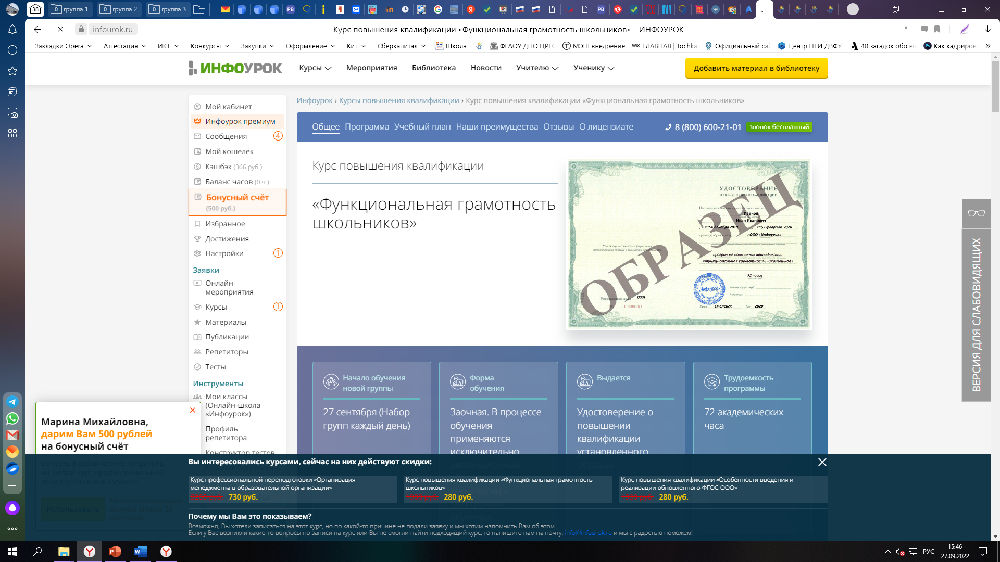 38
0 группа 1
0 группа 2
0 группа 3
infourok.ru
Курс повышения квалификации «Функциональная грамотность школьников» - ИНФОУРОК
Закладки Opera
Аттестация
ИКТ
Конкурсы
Закупки
Оформление
Кит
Сберкапитал
Школа
ФГАОУ ДПО ЦРГС
МЭШ внедрение
WIX ГЛАВНАЯ | Tochka
Официальный сай
Центр НТИ ДВФУ
40 загадок обо вс
Как кадриров
ИНФОУРОК
Курсы
Мероприятия
Библиотека
Новости
Учителю
Ученику
Добавить материал в библиотеку
Мой кабинет
Инфоурок премиум
Сообщения 4
Мой кошелёк
Кэшбэк (366 руб.)
Баланс часов (0 ч.)
Бонусный счёт
(500 руб.)
Избранное
Достижения
Настройки 1
Заявки
Онлайн-
мероприятия
Курсы 1
Материалы
Публикации
Репетиторы
Тесты
Инструменты
Мои классы
(Онлайн-школа
«Инфоурок»)
Профиль
репетитора
Конструктор тестов
Инфоурок › Курсы повышения квалификации › Курс повышения квалификации «Функциональная грамотность школьников»
Общее Программа Учебный план Наши преимущества Отзывы О лицензиате
8 (800) 600-21-01 звонок бесплатный
Курс повышения квалификации
«Функциональная грамотность
школьников»
УДОСТОВЕРЕНИЕ
О ПОВЫШЕНИИ КВАЛИФИКАЦИИ
Иванов
Иван Иванович
«15» декабря 2019 «15» февраля 2020
в ООО «Инфоурок»
программе повышения квалификации
«Функциональная грамотность школьников»
72 часов
«Инфоурок»
0001
00000001
Смоленск
2020
ОБРАЗЕЦ
Начало обучения
новой группы
27 сентября (Набор
групп каждый день)
Форма
обучения
Заочная. В процессе
обучения
применяются
исключительно
Выдается
Удостоверение о
повышении
квалификации
установленного
Трудоемкость
программы
72 академических
часа
ВЕРСИЯ ДЛЯ СЛАБОВИДЯЩИХ
Марина Михайловна,
дарим Вам 500 рублей
на бонусный счёт
Бонусные рубли можно потратить
на любой курс профессиональной
переподготовки в каталоге
Использовать
Неиспользованные
бонусы сгорят 30
сентября
Вы интересовались курсами, сейчас на них действуют скидки:
Курс профессиональной переподготовки «Организация
менеджмента в образовательной организации»
730 руб.
Курс повышения квалификации «Функциональная грамотность
школьников»
280 руб.
Курс повышения квалификации «Особенности введения и
реализации обновленного ФГОС ООО»
280 руб.
Почему мы Вам это показываем?
Возможно, Вы хотели записаться на этот курс, но по какой-то причине не подали заявку и мы хотим напомнить Вам об этом.
Если у Вас возникли какие-то вопросы по записи на курс или Вы не смогли найти подходящий курс, то напишите нам на почту: info@infourok.ru и мы с радостью поможем!
РУС
15:46
27.09.2022